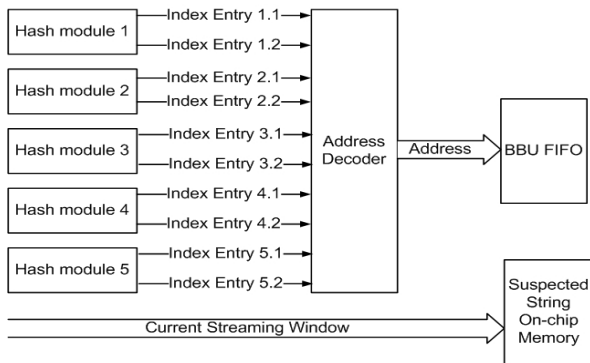 Hash module 1
Index Entry 1.1
Index Entry 1.2
Hash module 2
Index Entry 2.1
Index Entry 2.2
Hash module 3
Index Entry 3.1
Index Entry 3.2
Hash module 4
Index Entry 4.1
Index Entry 4.2
Hash module 5
Index Entry 5.1
Index Entry 5.2
Address
Decoder
Address
BBU FIFO
Current Streaming Window
Suspected
String
On-chip
Memory